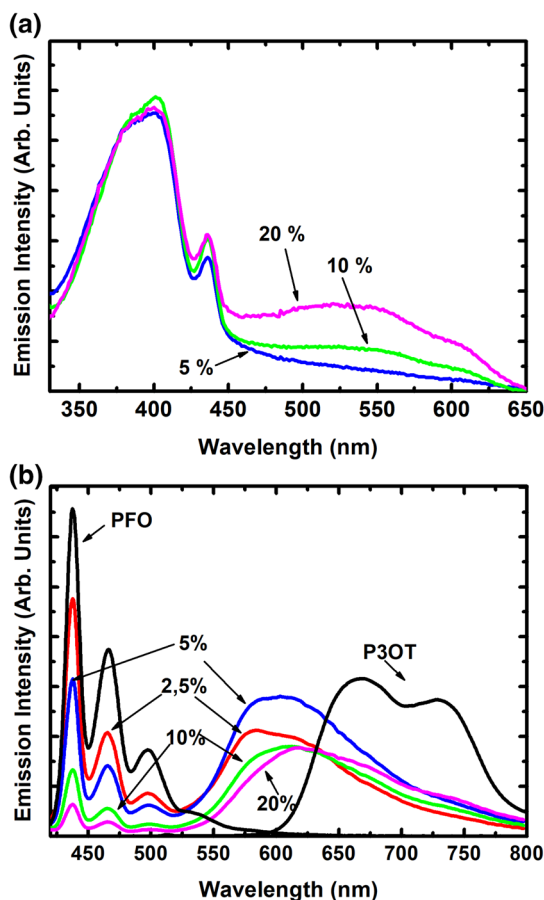 (a)
Emission Intensity (Arb. Units)
20 %
10 %
5 %
350 400 450 500 550 600 650
Wavelength (nm)
(b)
Emission Intensity (Arb. Units)
PFO
5%
P3OT
2,5%
10%
20%
450 500 550 600 650 700 750 800
Wavelength (nm)